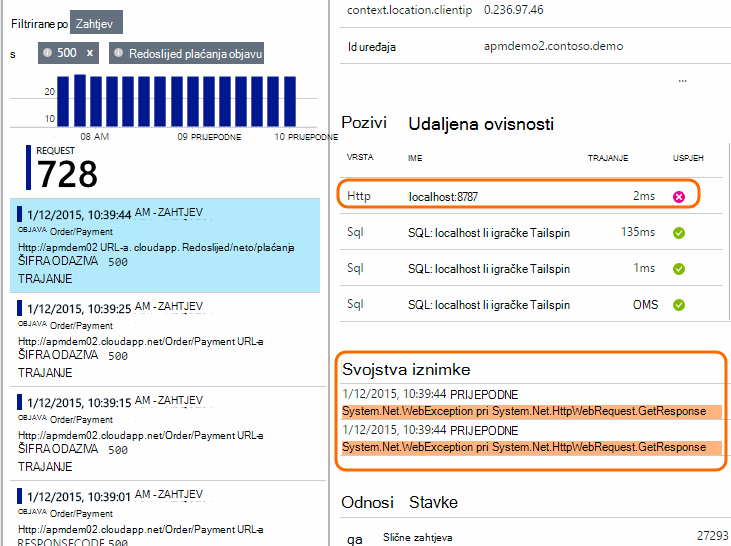 Filtrirane po Zahtjev
s 500 x Redoslijed plaćanja objavu
20
10
08 AM 09 PRIJEPODNE 10 PRIJEPODNE
REQUEST
728
1/12/2015, 10:39:44 AM - ZAHTJEV
OBJAVA Order/Payment
Http://apmdem02 URL-a. cloudapp. Redoslijed/neto/plaćanja
ŠIFRA ODAZIVA 500
TRAJANJE
1/12/2015, 10:39:25 AM - ZAHTJEV
OBJAVA Order/Payment
Http://apmdem02.cloudapp.net/Order/Payment URL-a
ŠIFRA ODAZIVA 500
TRAJANJE
1/12/2015, 10:39:15 AM - ZAHTJEV
OBJAVA Order/Payment
Http://apmdem02.cloudapp.net/Order/Payment URL-a
ŠIFRA ODAZIVA 500
TRAJANJE
1/12/2015, 10:39:01 AM - ZAHTJEV
OBJAVA Order/Payment
Http://apmdem02.cloudapp.net/Order/Payment URL-a
RESPONSECODE 500
context.location.clientip 0.236.97.46
Id uređaja apmdemo2.contoso.demo
...
Pozivi Udaljena ovisnosti
VRSTA IME TRAJANJE USPJEH
Http localhost:8787 2ms
Sql SQL: localhost li igračke Tailspin 135ms
Sql SQL: localhost li igračke Tailspin 1ms
Sql SQL: localhost li igračke Tailspin OMS
Svojstva iznimke
1/12/2015, 10:39:44 PRIJEPODNE
System.Net.WebException pri System.Net.HttpWebRequest.GetResponse
1/12/2015, 10:39:44 PRIJEPODNE
System.Net.WebException pri System.Net.HttpWebRequest.GetResponse
Odnosi Stavke
ga Slične zahtjeva 27293